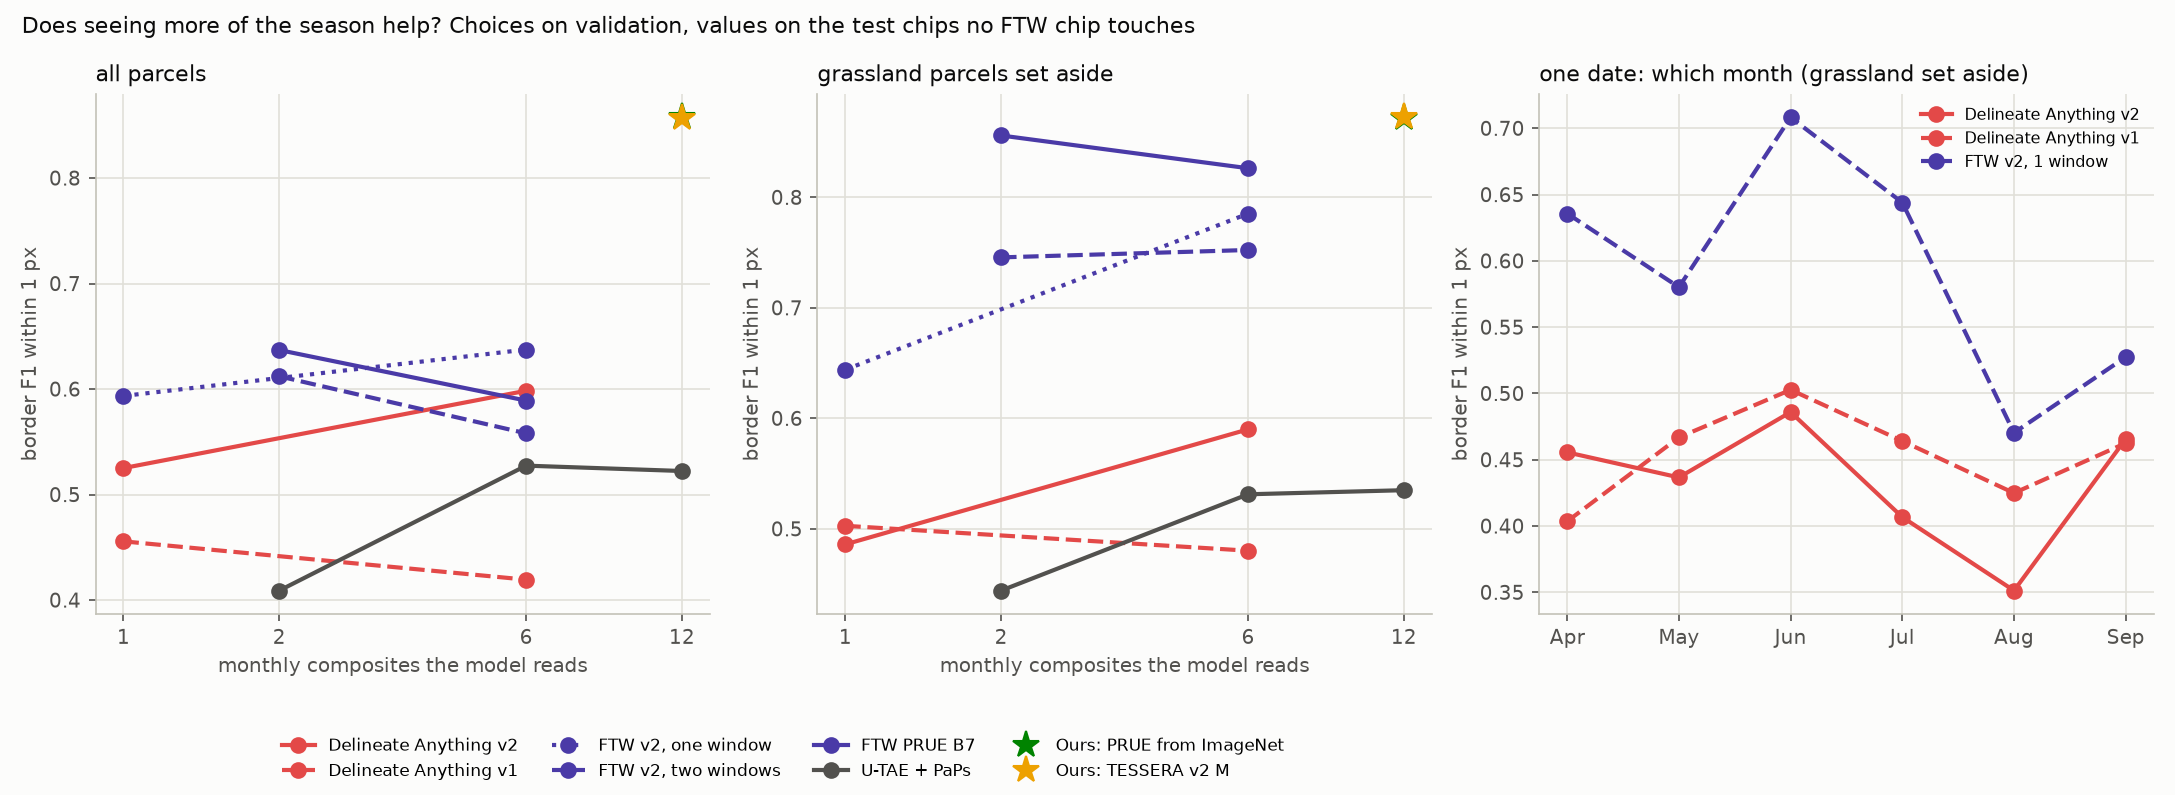 Does seeing more of the season help? Choices on validation, values on the test chips no FTW chip touches
all parcels
border F1 within 1 px
0.8
0.7
0.6
0.5
0.4
1
2
6
12
monthly composites the model reads
grassland parcels set aside
border F1 within 1 px
0.8
0.7
0.6
0.5
1
2
6
12
monthly composites the model reads
one date: which month (grassland set aside)
border F1 within 1 px
0.70
0.65
0.60
0.55
0.50
0.45
0.40
0.35
Apr
May
Jun
Jul
Aug
Sep
Delineate Anything v2
Delineate Anything v1
FTW v2, 1 window
Delineate Anything v2
Delineate Anything v1
FTW v2, one window
FTW v2, two windows
FTW PRUE B7
U-TAE + PaPs
Ours: PRUE from ImageNet
Ours: TESSERA v2 M